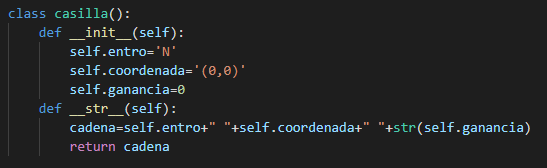 class casilla():
    def __init__(self):
        self.entro='N'
        self.coordenada='(0,0)'
        self.ganancia=0
    def __str__(self):
        cadena=self.entro+" "+self.coordenada+" "+str(self.ganancia)
        return cadena